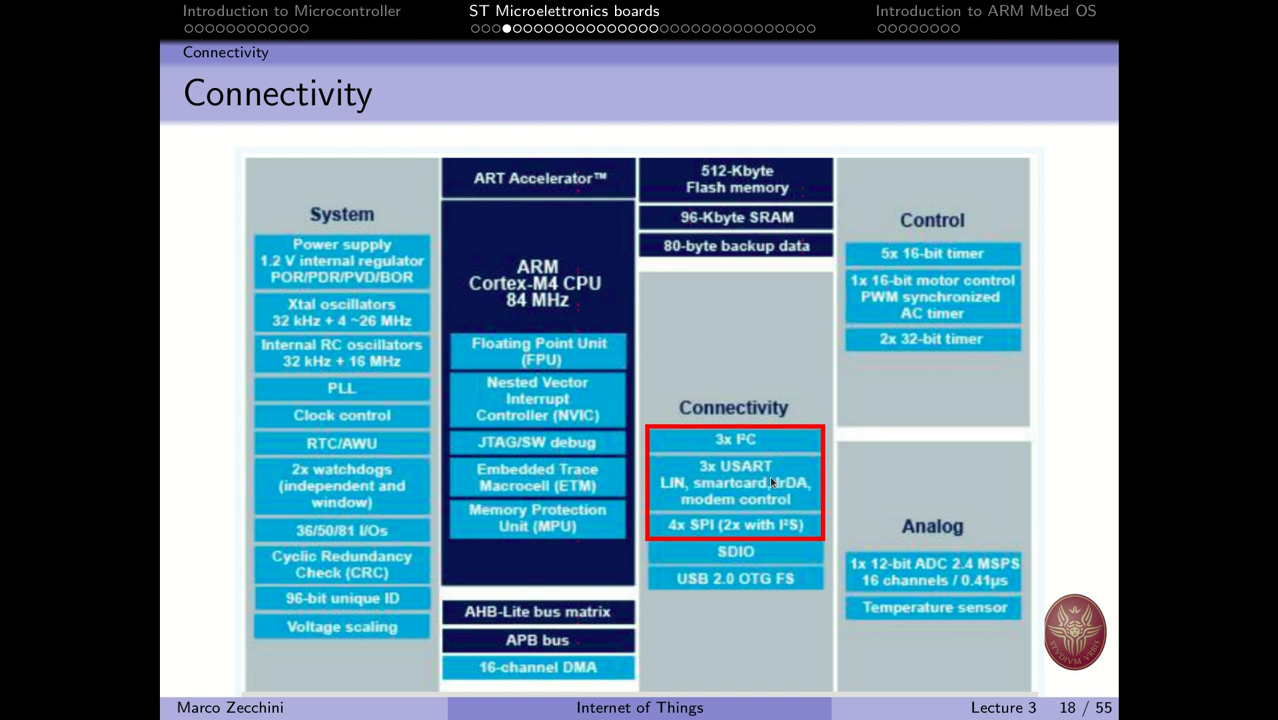 Introduction to Microcontroller
ST Microelettronics boards
Introduction to ARM Mbed OS
Connectivity
Connectivity
System
Power supply
1.2 V internal regulator
POR/PDR/PVD/BOR
Xtal oscillators
32 kHz + 4 ~26 MHz
Internal RC oscillators
32 kHz + 16 MHz
PLL
Clock control
RTC/AWU
2x watchdogs
(independent and
window)
36/50/81 I/Os
Cyclic Redundancy
Check (CRC)
96-bit unique ID
Voltage scaling
ART Accelerator™
ARM
Cortex-M4 CPU
84 MHz
Floating Point Unit
(FPU)
Nested Vector
Interrupt
Controller (NVIC)
JTAG/SW debug
Embedded Trace
Macrocell (ETM)
Memory Protection
Unit (MPU)
AHB-Lite bus matrix
APB bus
16-channel DMA
512-Kbyte
Flash memory
96-Kbyte SRAM
80-byte backup data
Connectivity
3x I²C
3x USART
LIN, smartcard, IrDA,
modem control
4x SPI (2x with I²S)
SDIO
USB 2.0 OTG FS
Control
5x 16-bit timer
1x 16-bit motor control
PWM synchronized
AC timer
2x 32-bit timer
Analog
1x 12-bit ADC 2.4 MSPS
16 channels / 0.41µs
Temperature sensor
STVDIVM VRBIS
Marco Zecchini
Internet of Things
Lecture 3
18 / 55